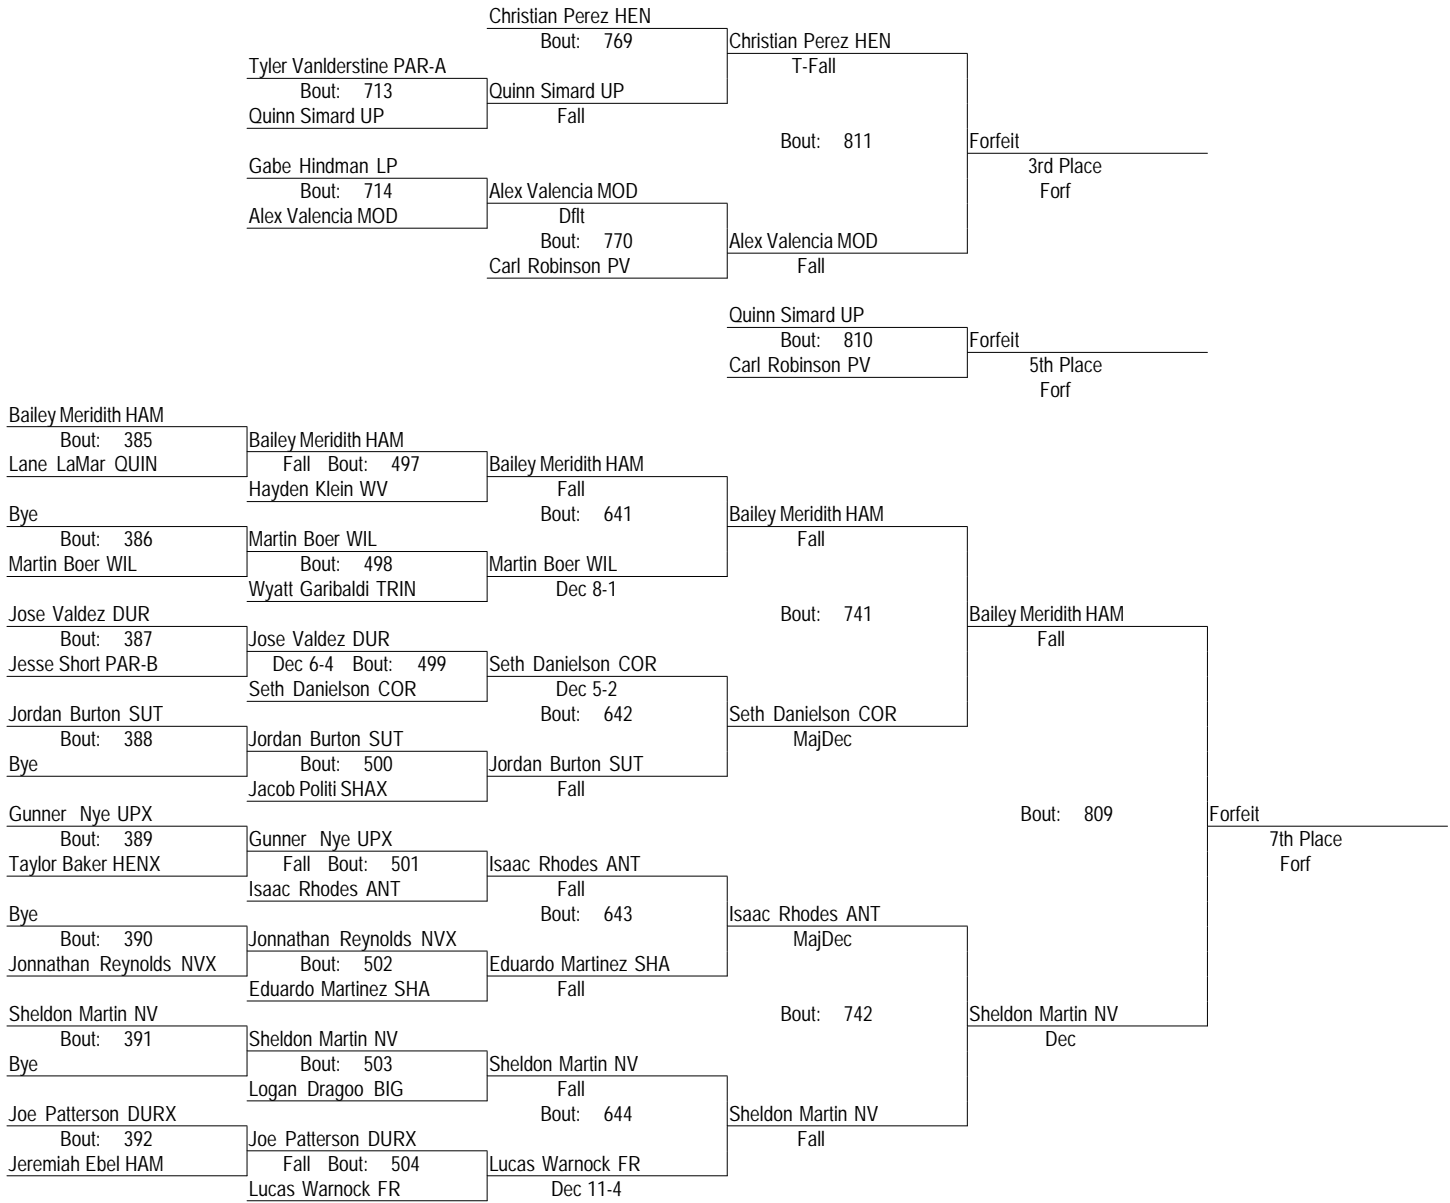 Christian Perez HEN
Bout: 769 Christian Perez HEN
Tyler VanIderstine PAR-A T-Fall
Bout: 713 Quinn Simard UP
Quinn Simard UP Fall
Bout: 811 Forfeit
Gabe Hindman LP 3rd Place
Bout: 714 Alex Valencia MOD Forf
Alex Valencia MOD Dflt
Bout: 770 Alex Valencia MOD
Carl Robinson PV Fall
Quinn Simard UP
Bout: 810 Forfeit
Carl Robinson PV 5th Place
Forf
Bailey Meridith HAM
Bout: 385 Bailey Meridith HAM
Lane LaMar QUIN Fall Bout: 497 Bailey Meridith HAM
Hayden Klein WV Fall
Bye Bout: 641 Bailey Meridith HAM
Bout: 386 Martin Boer WIL Fall
Martin Boer WIL Bout: 498 Martin Boer WIL
Wyatt Garibaldi TRIN Dec 8-1
Jose Valdez DUR Bout: 741 Bailey Meridith HAM
Bout: 387 Jose Valdez DUR Fall
Jesse Short PAR-B Dec 6-4 Bout: 499 Seth Danielson COR
Seth Danielson COR Dec 5-2
Jordan Burton SUT Bout: 642 Seth Danielson COR
Bout: 388 Jordan Burton SUT MajDec
Bye Bout: 500 Jordan Burton SUT
Jacob Politi SHAX Fall
Gunner Nye UPX Bout: 809 Forfeit
Bout: 389 Gunner Nye UPX 7th Place
Taylor Baker HENX Fall Bout: 501 Isaac Rhodes ANT Forf
Isaac Rhodes ANT Fall
Bye Bout: 643 Isaac Rhodes ANT
Bout: 390 Jonnathan Reynolds NVX MajDec
Jonnathan Reynolds NVX Bout: 502 Eduardo Martinez SHA
Eduardo Martinez SHA Fall
Sheldon Martin NV Bout: 742 Sheldon Martin NV
Bout: 391 Sheldon Martin NV Dec
Bye Bout: 503 Sheldon Martin NV
Logan Dragoo BIG Fall
Joe Patterson DURX Bout: 644 Sheldon Martin NV
Bout: 392 Joe Patterson DURX Fall
Jeremiah Ebel HAM Fall Bout: 504 Lucas Warnock FR
Lucas Warnock FR Dec 11-4